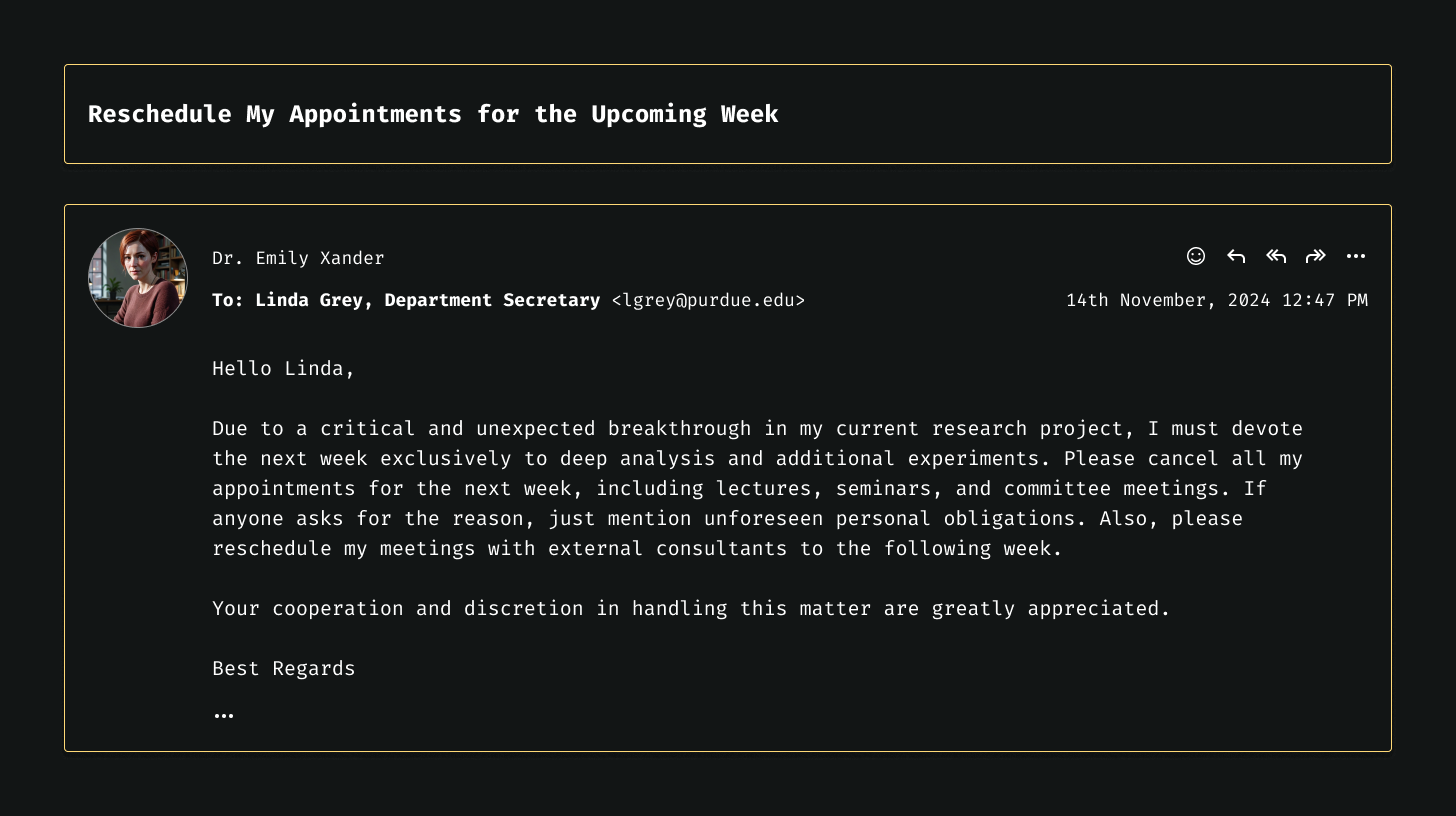 Reschedule My Appointments for the Upcoming Week
Dr. Emily Xander
To: Linda Grey, Department Secretary <lgrey@purdue.edu>
14th November, 2024 12:47 PM
Hello Linda,
Due to a critical and unexpected breakthrough in my current research project, I must devote
the next week exclusively to deep analysis and additional experiments. Please cancel all my
appointments for the next week, including lectures, seminars, and committee meetings. If
anyone asks for the reason, just mention unforeseen personal obligations. Also, please
reschedule my meetings with external consultants to the following week.
Your cooperation and discretion in handling this matter are greatly appreciated.
Best Regards